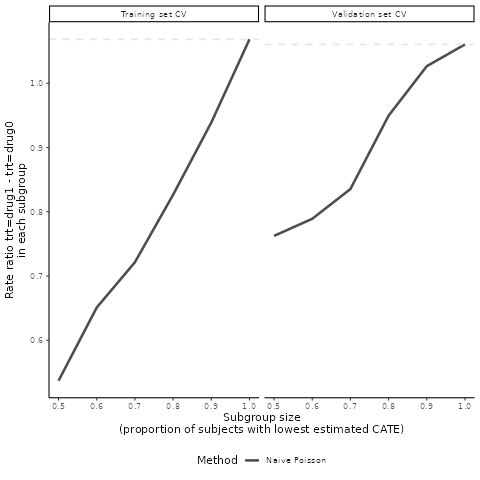 Training set CV
Validation set CV
Rate ratio trt=drug1 - trt=drug0
in each subgroup
1.0
0.9
0.8
0.7
0.6
0.5 0.6 0.7 0.8 0.9 1.0
0.5 0.6 0.7 0.8 0.9 1.0
Subgroup size
(proportion of subjects with lowest estimated CATE)
Method Naive Poisson